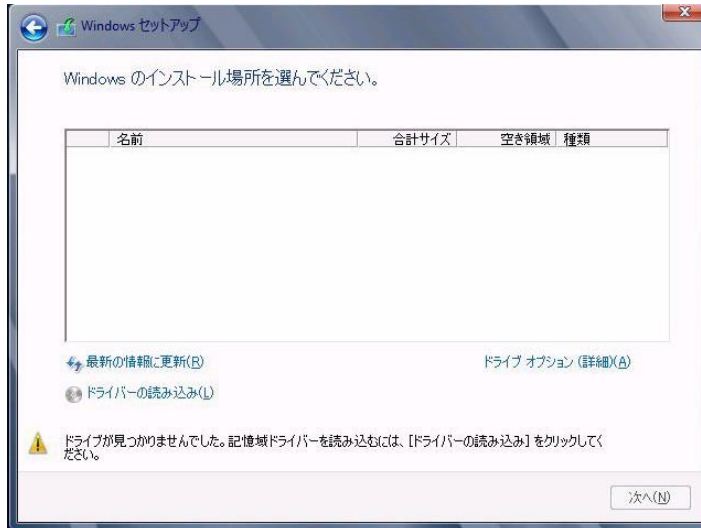 Windows セットアップ
Windows のインストール場所を選んでください。
名前 合計サイズ 空き領域 種類
最新の情報に更新(R) ドライブ オプション (詳細)(A)
ドライバーの読み込み(L)
ドライブが見つかりませんでした。記憶域ドライバーを読み込むには、[ドライバーの読み込み] をクリックしてく
ださい。
次へ(N)